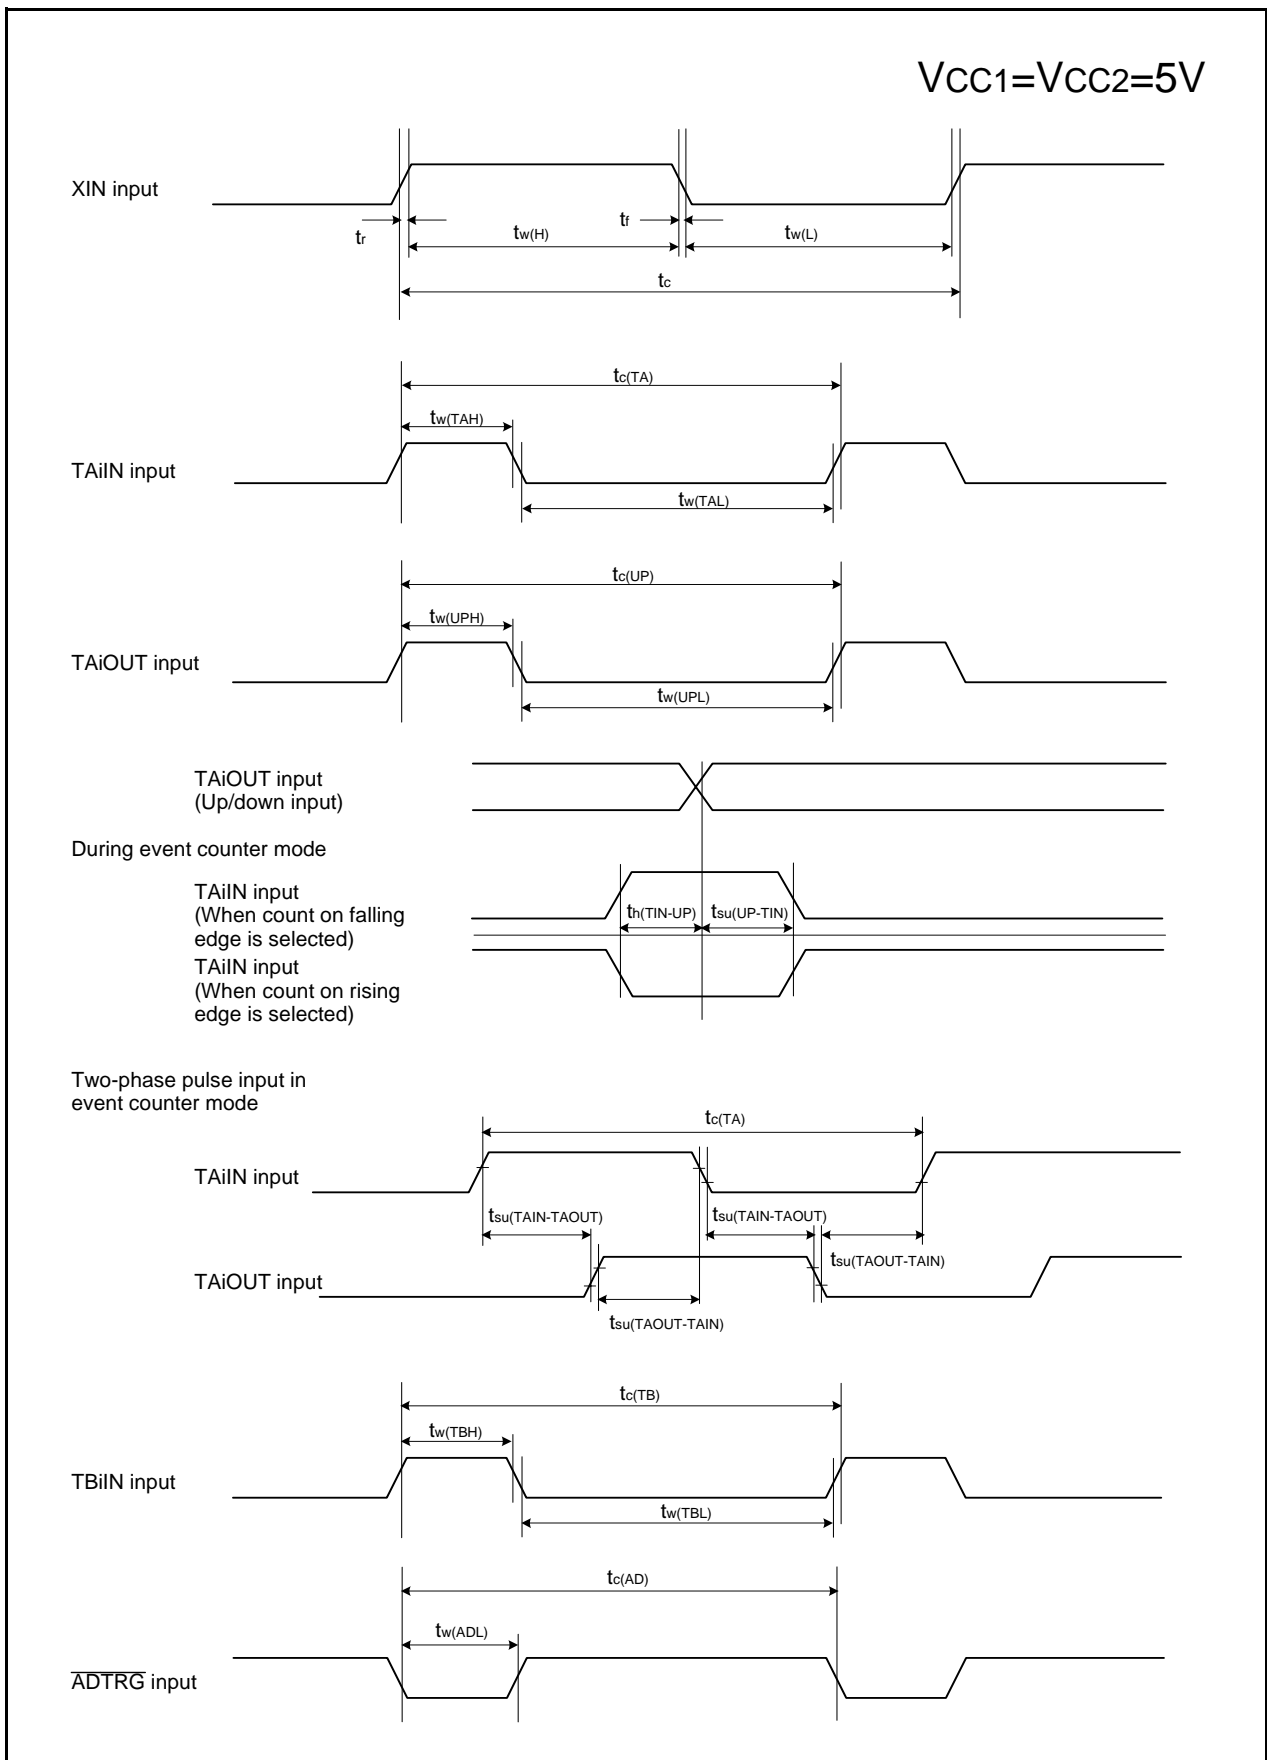 VCC1=VCC2=5V
XIN input
tr
tw(H)
tf
tw(L)
tc
tc(TA)
tw(TAH)
TAiIN input
tw(TAL)
tc(UP)
tw(UPH)
TAiOUT input
tw(UPL)
TAiOUT input
(Up/down input)
During event counter mode
TAiIN input
(When count on falling
edge is selected)
th(TIN-UP)
tsu(UP-TIN)
TAiIN input
(When count on rising
edge is selected)
Two-phase pulse input in
event counter mode
tc(TA)
TAiIN input
tsu(TAIN-TAOUT)
tsu(TAIN-TAOUT)
tsu(TAOUT-TAIN)
TAiOUT input
tsu(TAOUT-TAIN)
tc(TB)
tw(TBH)
TBiIN input
tw(TBL)
tc(AD)
tw(ADL)
ADTRG input